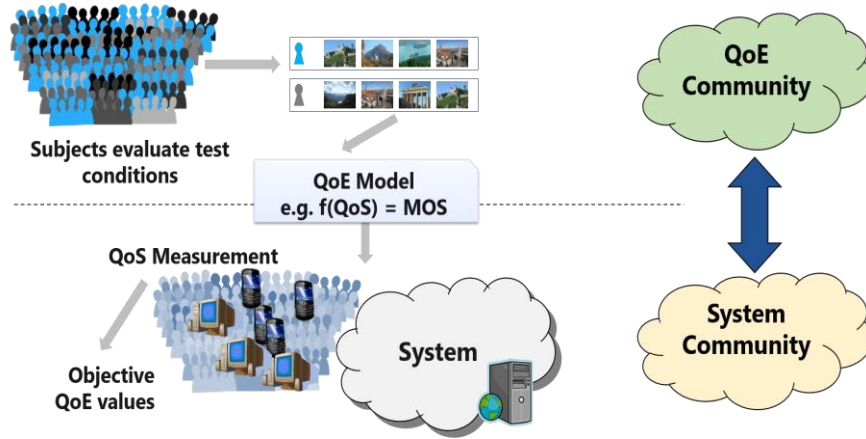 Subjects evaluate test
conditions
QoE Model
e.g. f(QoS) = MOS
QoS Measurement
Objective
QoE values
System
QoE
Community
System
Community